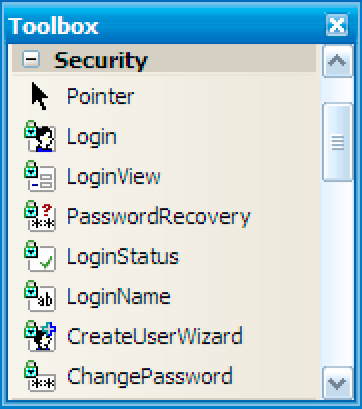 Toolbox
Security
Pointer
Login
LoginView
PasswordRecovery
LoginStatus
LoginName
CreateUserWizard
ChangePassword